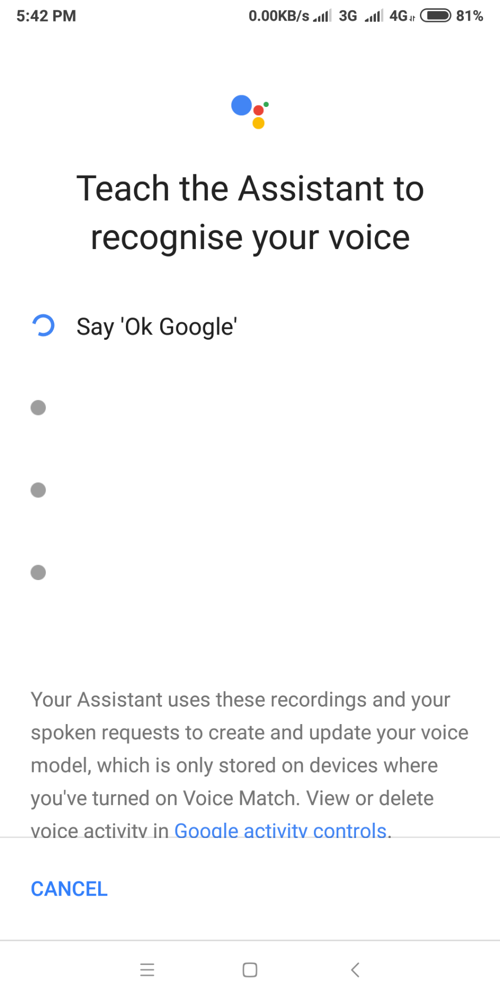 5:42 PM 0.00KB/s 3G 4G 81%
Teach the Assistant to
recognise your voice
Say 'Ok Google'
Your Assistant uses these recordings and your
spoken requests to create and update your voice
model, which is only stored on devices where
you've turned on Voice Match. View or delete
voice activity in Google activity controls.
CANCEL